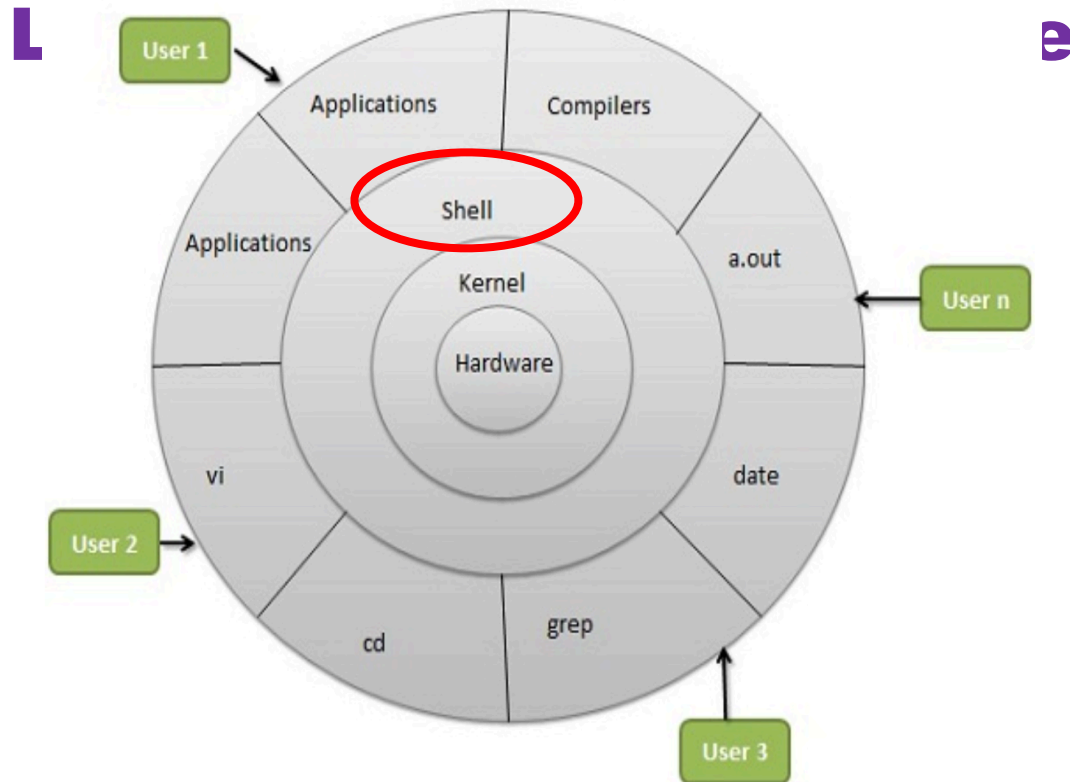 L
e
User 1
Applications
Compilers
Shell
Applications
a.out
Kernel
User n
Hardware
vi
date
User 2
grep
cd
User 3